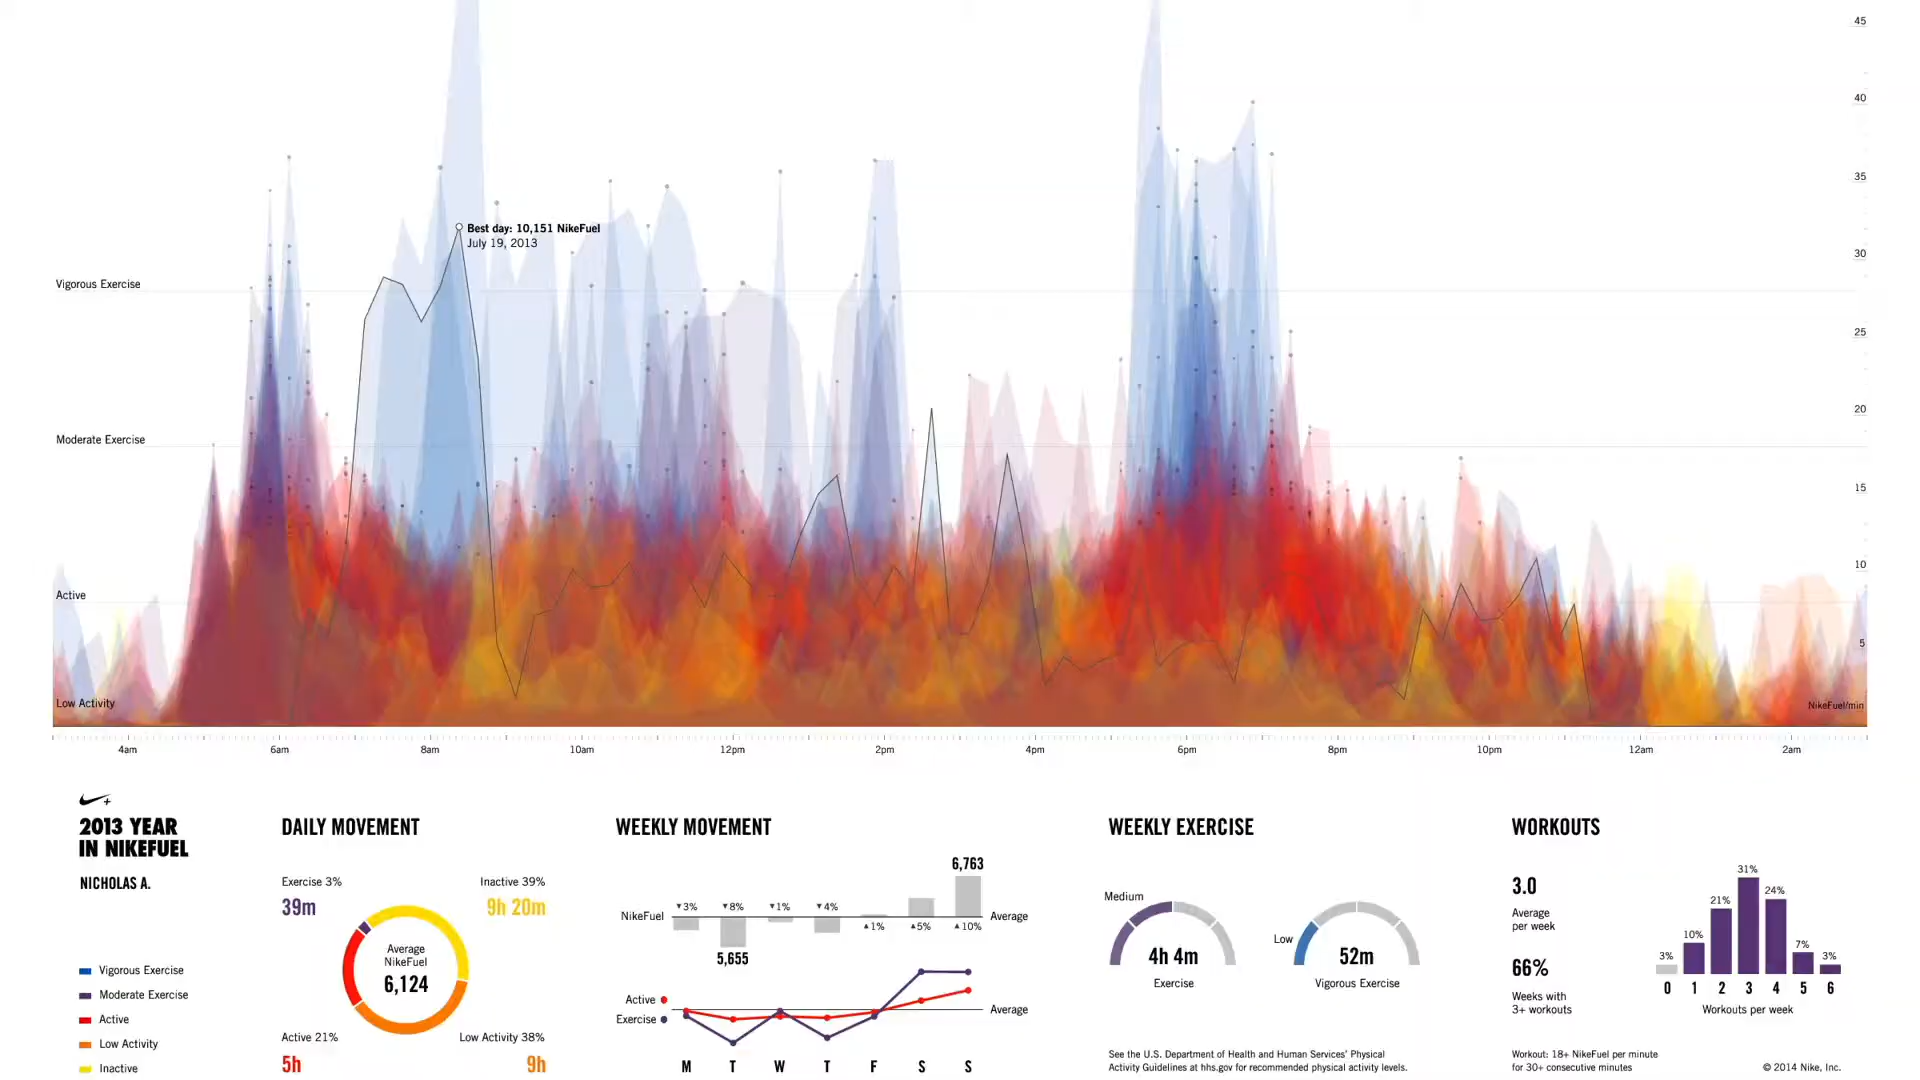 45
40
35
Best day: 10,151 NikeFuel
July 19, 2013
30
Vigorous Exercise
25
20
Moderate Exercise
15
10
Active
5
Low Activity
NikeFuel/min
4am 6am 8am 10am 12pm 2pm 4pm 6pm 8pm 10pm 12am 2am
2013 YEAR
IN NIKEFUEL
NICHOLAS A.
Vigorous Exercise
Moderate Exercise
Active
Low Activity
Inactive
DAILY MOVEMENT
Exercise 3%
39m
Inactive 39%
9h 20m
Average
NikeFuel
6,124
Active 21%
5h
Low Activity 38%
9h
WEEKLY MOVEMENT
6,763
▼3% ▼8% ▼1% ▼4%
NikeFuel
Average
▲1% ▲5% ▲10%
5,655
Active
Exercise
Average
M T W T F S S
WEEKLY EXERCISE
Medium
4h 4m
Exercise
Low
52m
Vigorous Exercise
See the U.S. Department of Health and Human Services' Physical
Activity Guidelines at hhs.gov for recommended physical activity levels.
WORKOUTS
3.0
Average
per week
66%
Weeks with
3+ workouts
3% 10% 21% 31% 24% 7% 3%
0 1 2 3 4 5 6
Workouts per week
Workout: 18+ NikeFuel per minute
for 30+ consecutive minutes
© 2014 Nike, Inc.